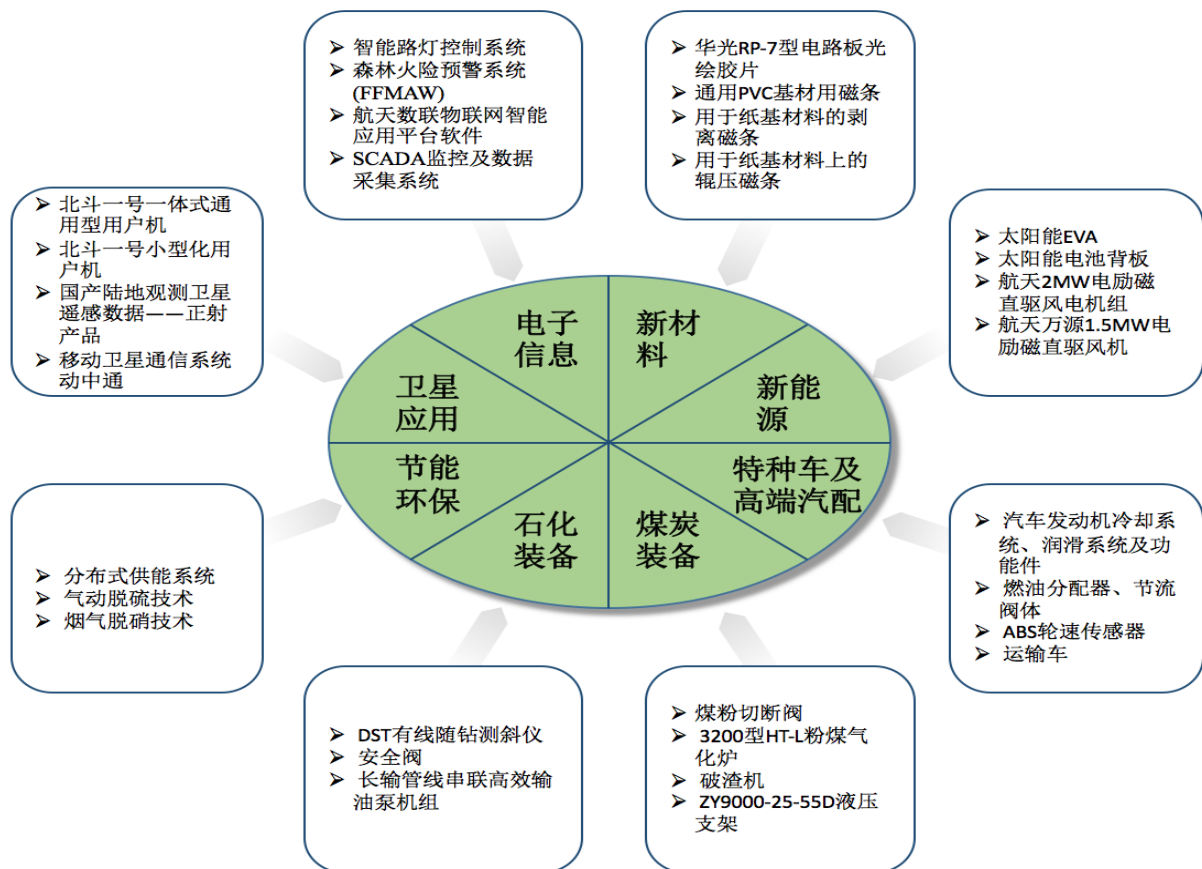 ➢ 智能路灯控制系统
➢ 森林火险预警系统
(FFMAW)
➢ 航天数联物联网智能
应用平台软件
➢ SCADA监控及数据
采集系统
➢ 华光RP-7型电路板光
绘胶片
➢ 通用PVC基材用磁条
➢ 用于纸基材料的剥
离磁条
➢ 用于纸基材料上的
辊压磁条
➢ 北斗一号一体式通
用型用户机
➢ 北斗一号小型化用
户机
➢ 国产陆地观测卫星
遥感数据——正射
产品
➢ 移动卫星通信系统
动中通
➢ 太阳能EVA
➢ 太阳能电池背板
➢ 航天2MW电励磁
直驱风电机组
➢ 航天万源1.5MW电
励磁直驱风机
电子
信息
新材
料
卫星
应用
新能
源
节能
环保
特种车及
高端汽配
石化
装备
煤炭
装备
➢ 分布式供能系统
➢ 气动脱硫技术
➢ 烟气脱硝技术
➢ 汽车发动机冷却系
统、润滑系统及功
能件
➢ 燃油分配器、节流
阀体
➢ ABS轮速传感器
➢ 运输车
➢ DST有线随钻测斜仪
➢ 安全阀
➢ 长输管线串联高效输
油泵机组
➢ 煤粉切断阀
➢ 3200型HT-L粉煤气
化炉
➢ 破渣机
➢ ZY9000-25-55D液压
支架